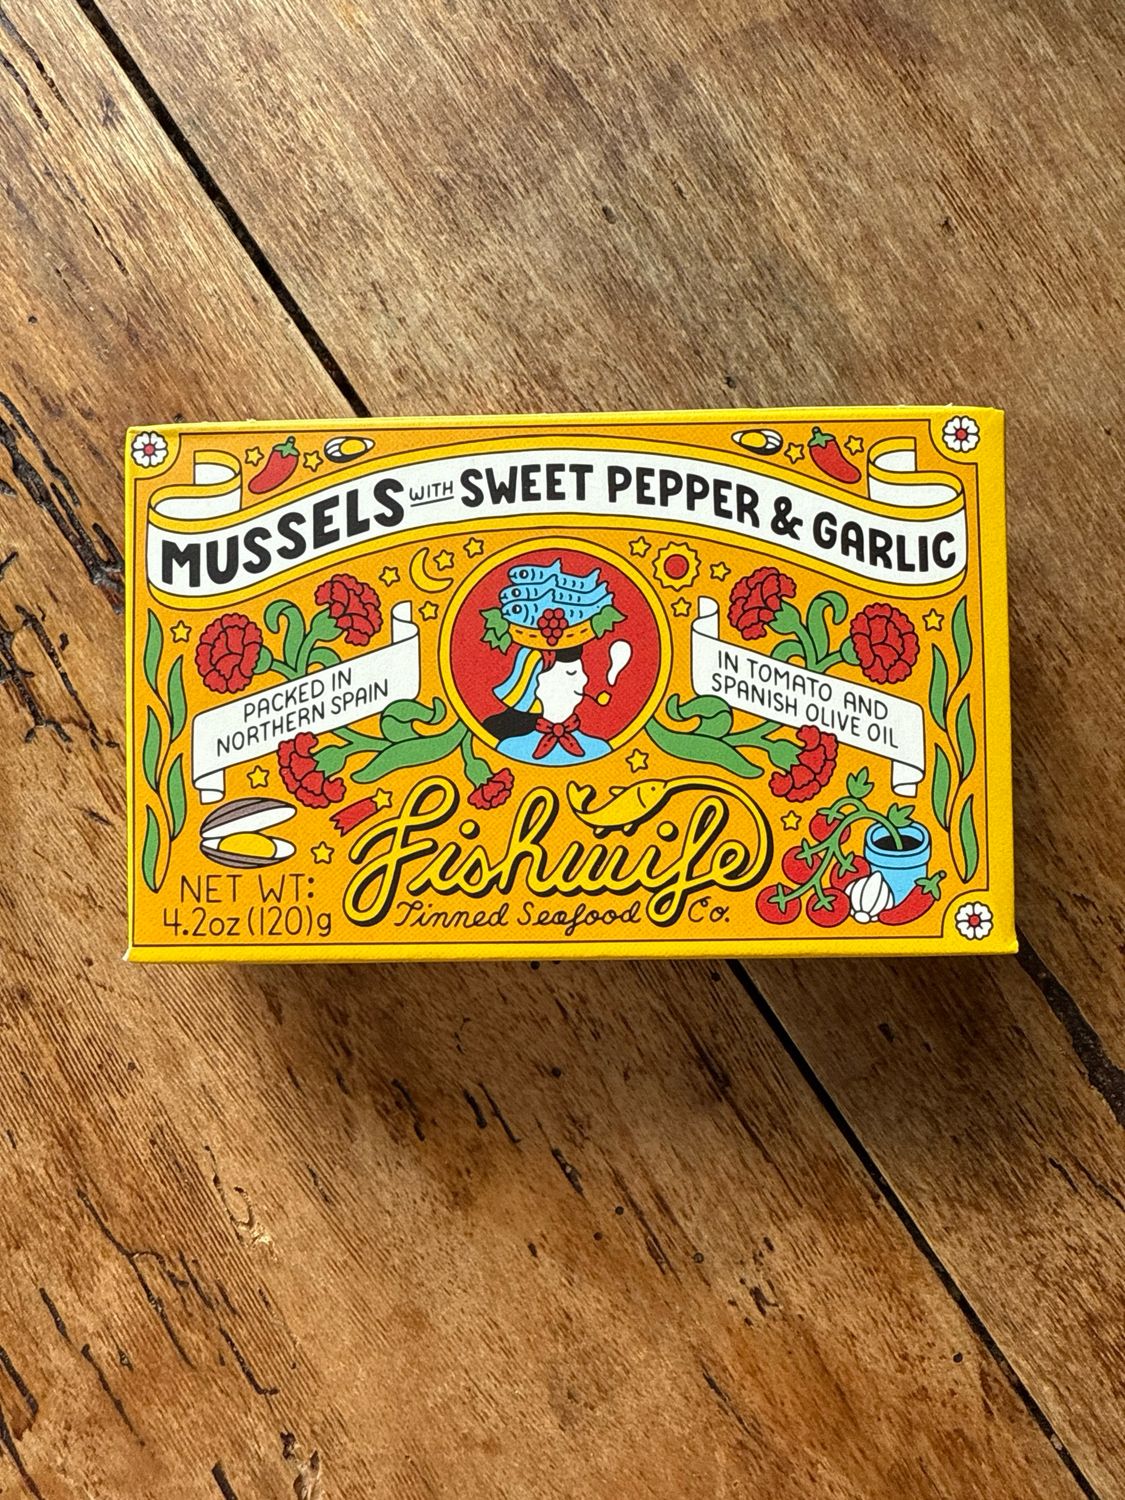 MUSSELS WITH SWEET PEPPER & GARLIC
PACKED IN
NORTHERN SPAIN
IN TOMATO AND
SPANISH OLIVE OIL
Fishwife
Tinned Seafood Co.
NET WT:
4.2oz (120)g